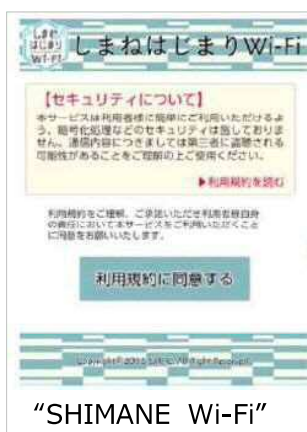 しまね
はじまり
Wi-Fi
しまねはじまりWi-Fi
【セキュリティについて】
本サービスは利用者様に簡単にご利用いただけるよ
う、暗号化処理などのセキュリティは施しておりま
せん。通信内容につきましては第三者に盗聴される
可能性があることをご理解の上ご使用ください。
▶利用規約を読む
利用規約をご理解、ご承諾いただき利用者様自身
の責任において本サービスをご利用いただくこと
に同意をお願いいたします。
利用規約に同意する
Copyright© All Right Reserved.
“SHIMANE Wi-Fi”